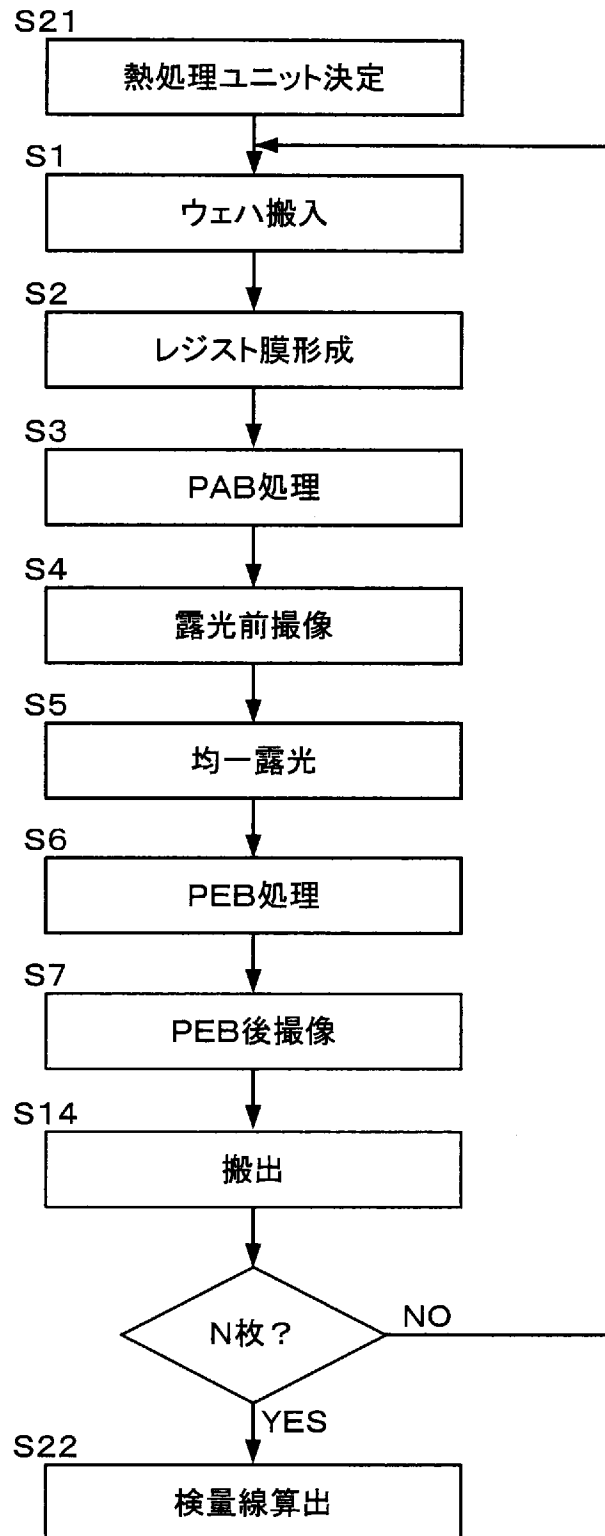 S21
熱処理ユニット決定
S1
ウェハ搬入
S2
レジスト膜形成
S3
PAB処理
S4
露光前撮像
S5
均一露光
S6
PEB処理
S7
PEB後撮像
S14
搬出
N枚?
NO
YES
S22
検量線算出